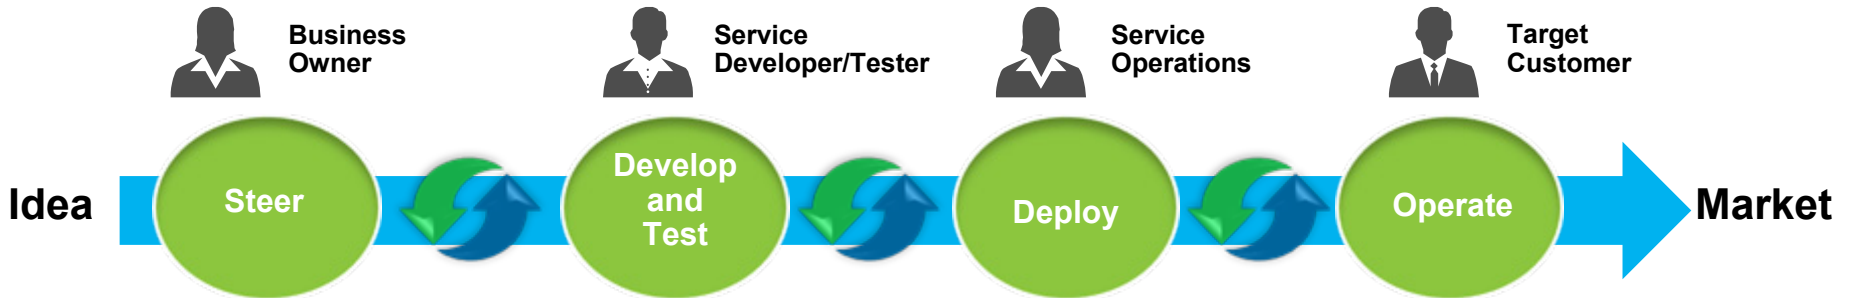 Business
Owner
Service
Developer/Tester
Service
Operations
Target
Customer
Idea
Steer
Develop
and
Test
Deploy
Operate
Market